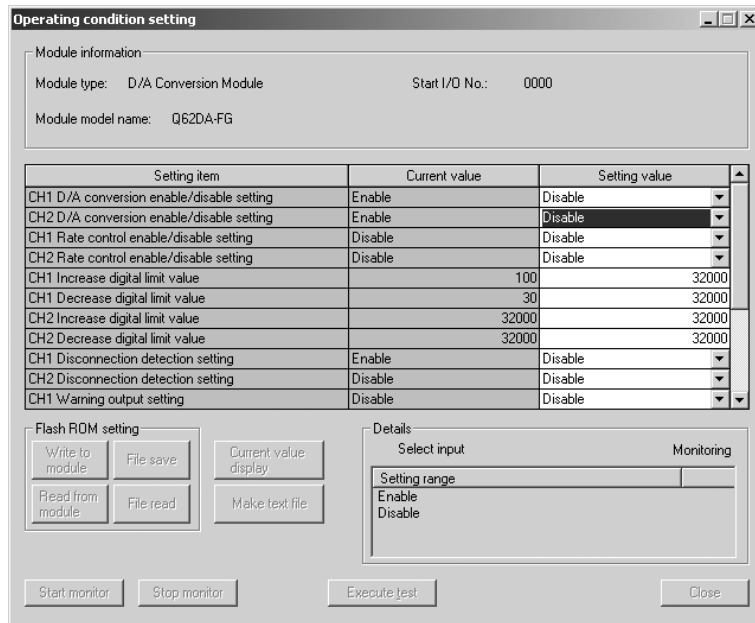 Operating condition setting
Module information
Module type: D/A Conversion Module Start I/O No.: 0000
Module model name: Q62DA-FG
Setting item Current value Setting value
CH1 D/A conversion enable/disable setting Enable Disable
CH2 D/A conversion enable/disable setting Enable Disable
CH1 Rate control enable/disable setting Disable Disable
CH2 Rate control enable/disable setting Disable Disable
CH1 Increase digital limit value 100 32000
CH1 Decrease digital limit value 30 32000
CH2 Increase digital limit value 32000 32000
CH2 Decrease digital limit value 32000 32000
CH1 Disconnection detection setting Enable Disable
CH2 Disconnection detection setting Disable Disable
CH1 Warning output setting Disable Disable
Flash ROM setting
Write to module
File save
Current value display
Read from module
File read
Make text file
Details
Select input Monitoring
Setting range
Enable
Disable
Start monitor Stop monitor Execute test Close